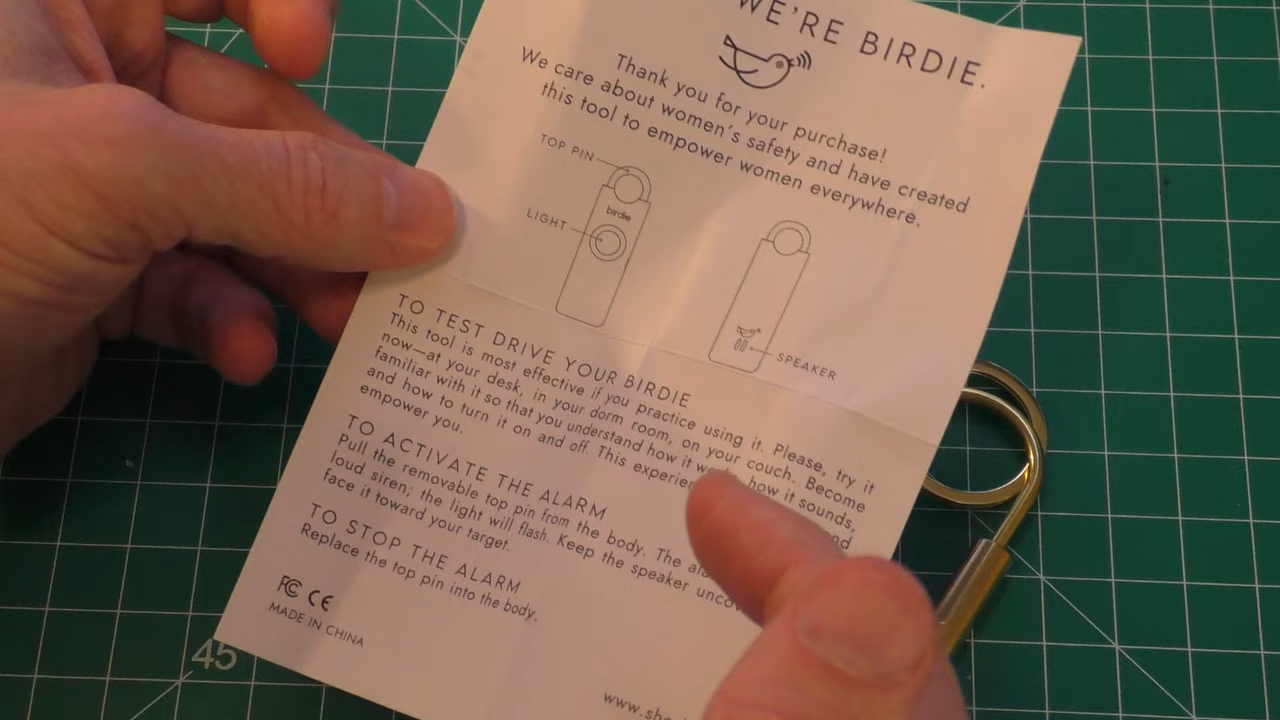 WE'RE BIRDIE.
Thank you for your purchase!
We care about women's safety and have created
this tool to empower women everywhere.
TOP PIN
LIGHT
birdie
SPEAKER
TO TEST DRIVE YOUR BIRDIE
This tool is most effective if you practice using it. Please, try it
now—at your desk, in your dorm room, on your couch. Become
familiar with it so that you understand how it how it sounds,
and how to turn it on and off. This
empower you.
TO ACTIVATE THE ALARM
Pull the removable top pin from the body. The
loud siren; the light will flash. Keep the speaker
face it toward your target.
TO STOP THE ALARM
Replace the top pin into the body.
FC CE
MADE IN CHINA
45